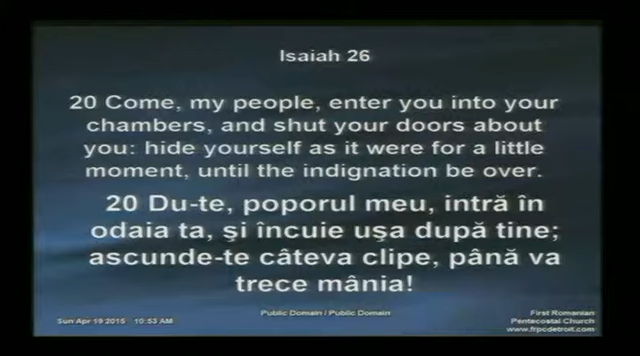 Isaiah 26
20 Come, my people, enter you into your
chambers, and shut your doors about
you: hide yourself as it were for a little
moment, until the indignation be over.
20 Du-te, poporul meu, intră în
odaia ta, şi încuie uşa după tine;
ascunde-te câteva clipe, până va
trece mânia!
Public Domain / Public Domain
Sun Apr 19 2015 10:53 AM
First Romanian
Pentecostal Church
www.frpcdetroit.com